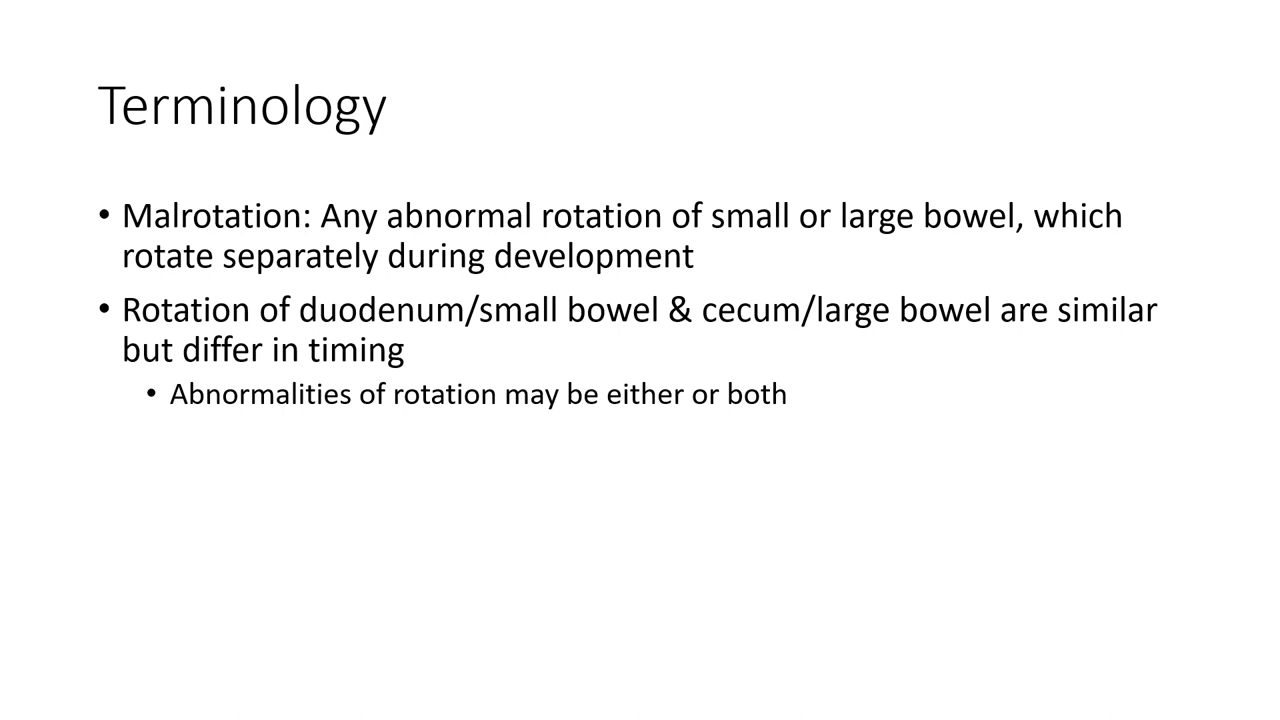 Terminology
• Malrotation: Any abnormal rotation of small or large bowel, which
rotate separately during development
• Rotation of duodenum/small bowel & cecum/large bowel are similar
but differ in timing
• Abnormalities of rotation may be either or both